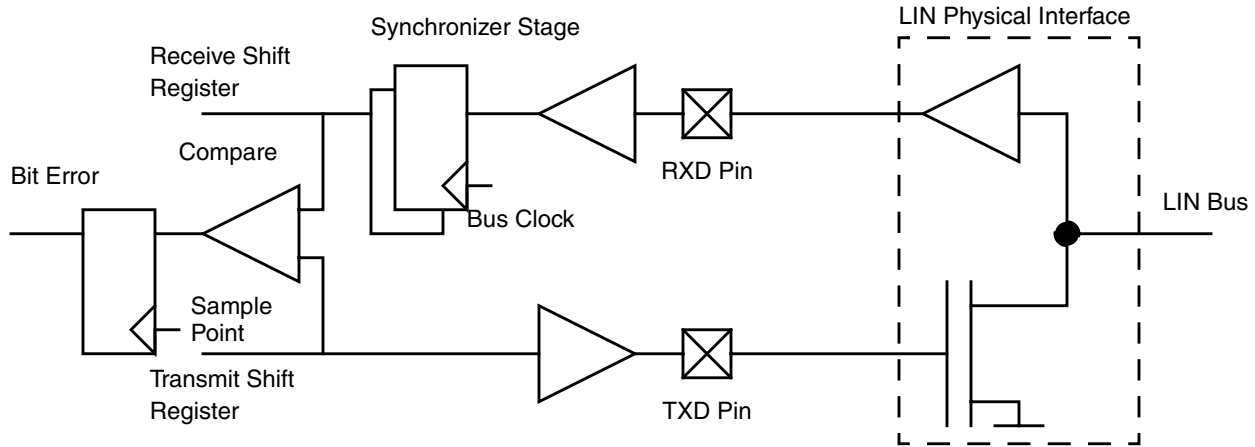 LIN Physical Interface
Synchronizer Stage
Receive Shift
Register
Compare
RXD Pin
Bit Error
Bus Clock
LIN Bus
Sample
Point
Transmit Shift
Register
TXD Pin